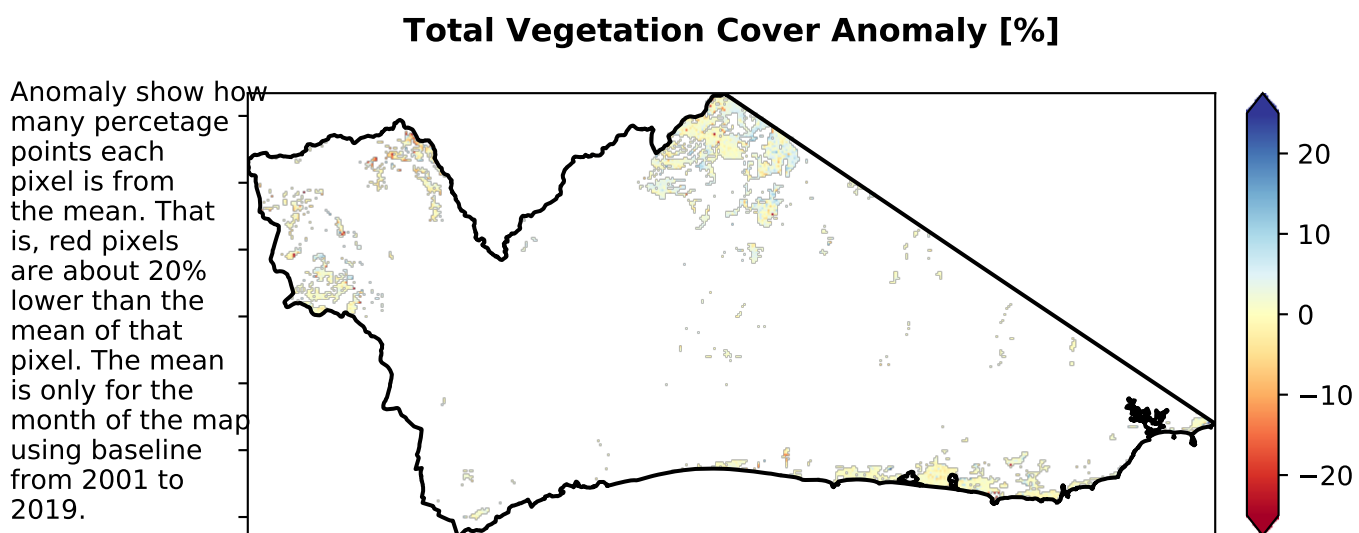 Total Vegetation Cover Anomaly [%]
Anomaly show how
many percetage
points each
pixel is from
the mean. That
is, red pixels
are about 20%
lower than the
mean of that
pixel. The mean
is only for the
month of the map
using baseline
from 2001 to
2019.
20
10
0
−10
−20